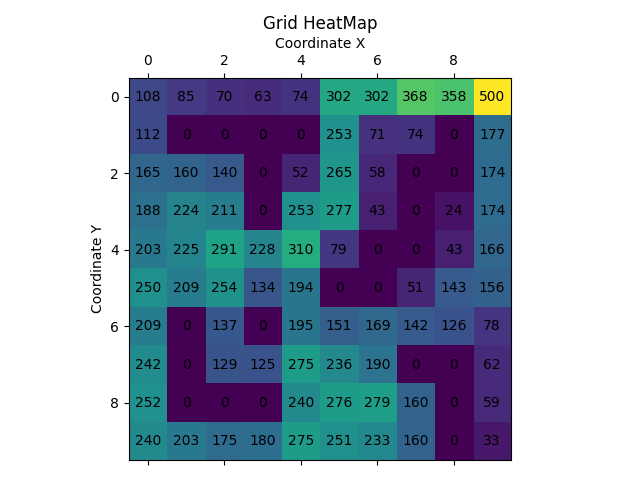 Grid HeatMap
Coordinate X
0 2 4 6 8
0 108 85 70 63 74 302 302 368 358 500
112 0 0 0 0 253 71 74 0 177
2 165 160 140 0 52 265 58 0 0 174
188 224 211 0 253 277 43 0 24 174
4 203 225 291 228 310 79 0 0 43 166
250 209 254 134 194 0 0 51 143 156
6 209 0 137 0 195 151 169 142 126 78
242 0 129 125 275 236 190 0 0 62
8 252 0 0 0 240 276 279 160 0 59
240 203 175 180 275 251 233 160 0 33
Coordinate Y